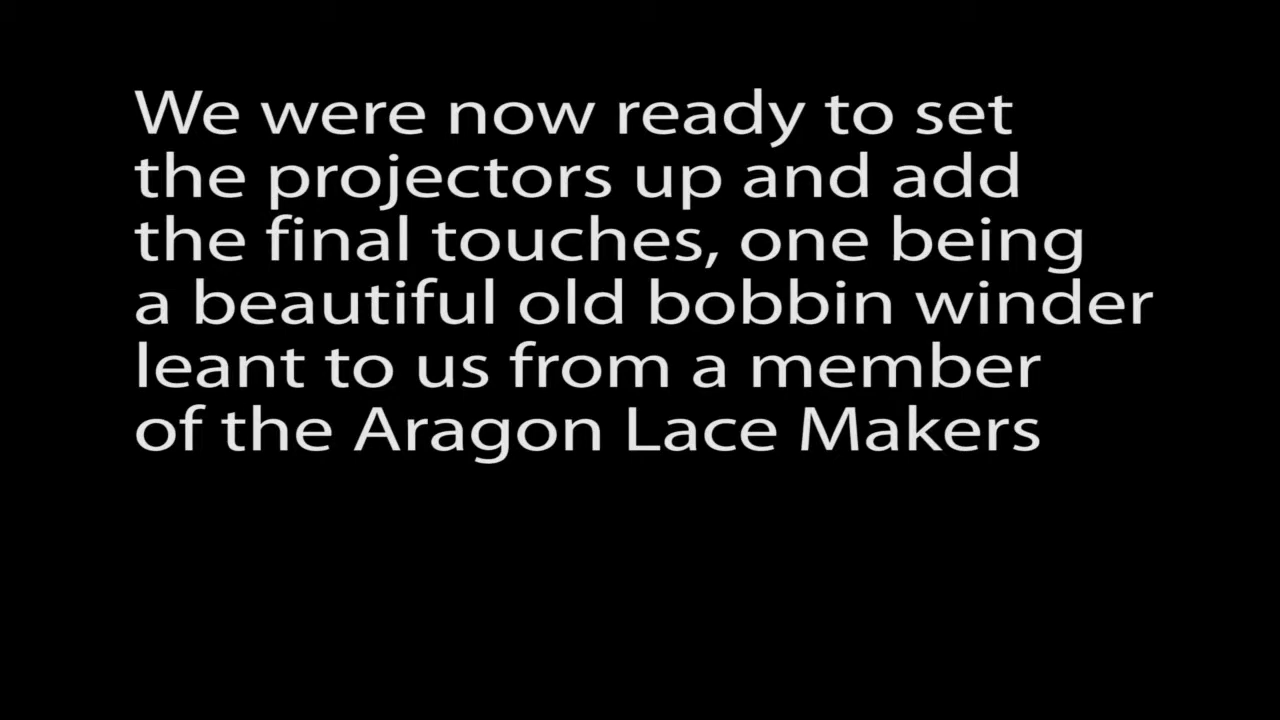 We were now ready to set
the projectors up and add
the final touches, one being
a beautiful old bobbin winder
leant to us from a member
of the Aragon Lace Makers